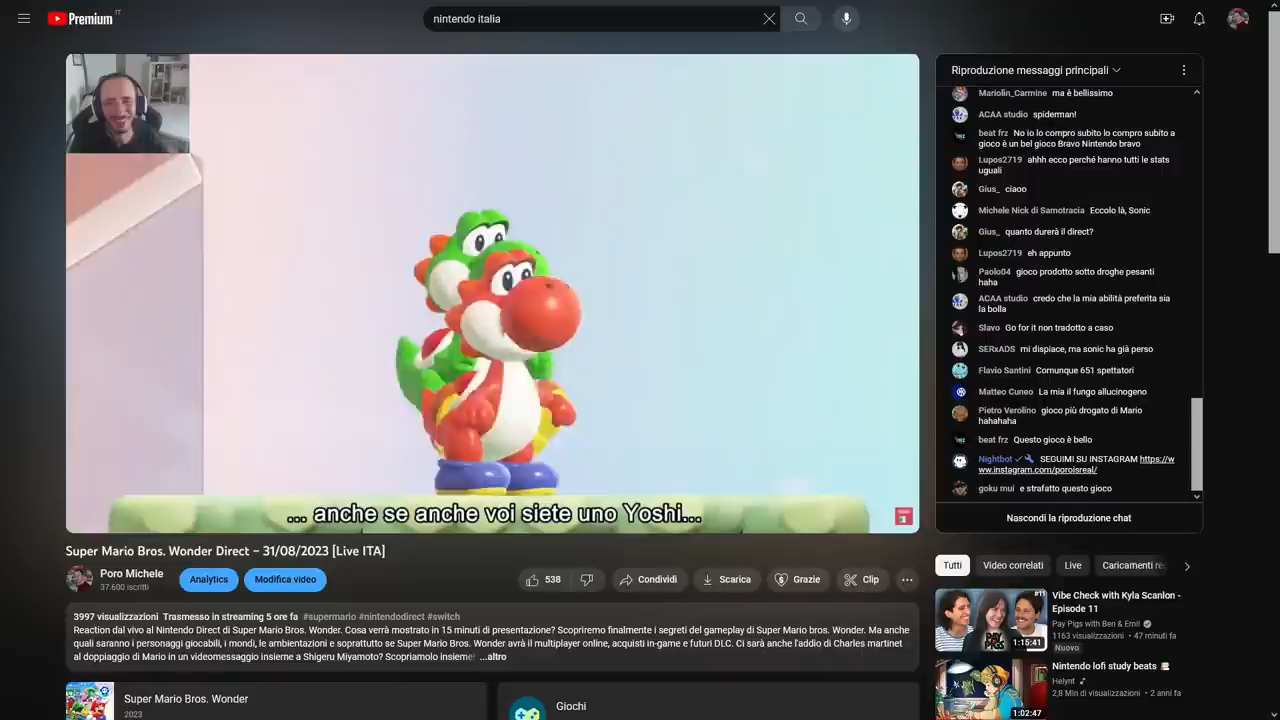 Premium
IT
nintendo italia
... anche se anche voi siete uno Yoshi...
Super Mario Bros. Wonder Direct – 31/08/2023 [Live ITA]
Poro Michele
37.600 iscritti
Analytics
Modifica video
538
Condividi
Scarica
Grazie
Clip
3997 visualizzazioni Trasmesso in streaming 5 ore fa #supermario #nintendodirect #switch
Reaction dal vivo al Nintendo Direct di Super Mario Bros. Wonder. Cosa verrà mostrato in 15 minuti di presentazione? Scopriremo finalmente i segreti del gameplay di Super Mario bros. Wonder. Ma anche
quali saranno i personaggi giocabili, i mondi, le ambientazioni e soprattutto se Super Mario Bros. Wonder avrà il multiplayer online, acquisti in-game e futuri DLC. Ci sarà anche l'addio di Charles martinet
al doppiaggio di Mario in un videomessaggio insieme a Shigeru Miyamoto? Scopriamolo insieme! ...altro
Super Mario Bros. Wonder
2023
Giochi
Riproduzione messaggi principali
Mariolin_Carmine ma è bellissimo
ACAA studio spiderman!
beat frz No io lo compro subito lo compro subito a
gioco è un bel gioco Bravo Nintendo bravo
Lupos2719 ahhh ecco perché hanno tutti le stats
uguali
Gius_ ciaoo
Michele Nick di Samotracia Eccolo là, Sonic
Gius_ quanto durerà il direct?
Lupos2719 eh appunto
Paolo04 gioco prodotto sotto droghe pesanti
haha
ACAA studio credo che la mia abilità preferita sia
la bolla
Slavo Go for it non tradotto a caso
SERxADS mi dispiace, ma sonic ha già perso
Flavio Santini Comunque 651 spettatori
Matteo Cuneo La mia il fungo allucinogeno
Pietro Verolino gioco più drogato di Mario
hahahaha
beat frz Questo gioco è bello
Nightbot SEGUIMI SU INSTAGRAM https://w
ww.instagram.com/poroisreal/
goku mui e strafatto questo gioco
Nascondi la riproduzione chat
Tutti
Video correlati
Live
Caricamenti re
#11
PAY PIGS
1:15:41
Vibe Check with Kyla Scanlon -
Episode 11
Pay Pigs with Ben & Emil
1163 visualizzazioni • 47 minuti fa
Nuovo
1:02:47
Nintendo lofi study beats
Helynt
2,8 Mln di visualizzazioni • 2 anni fa